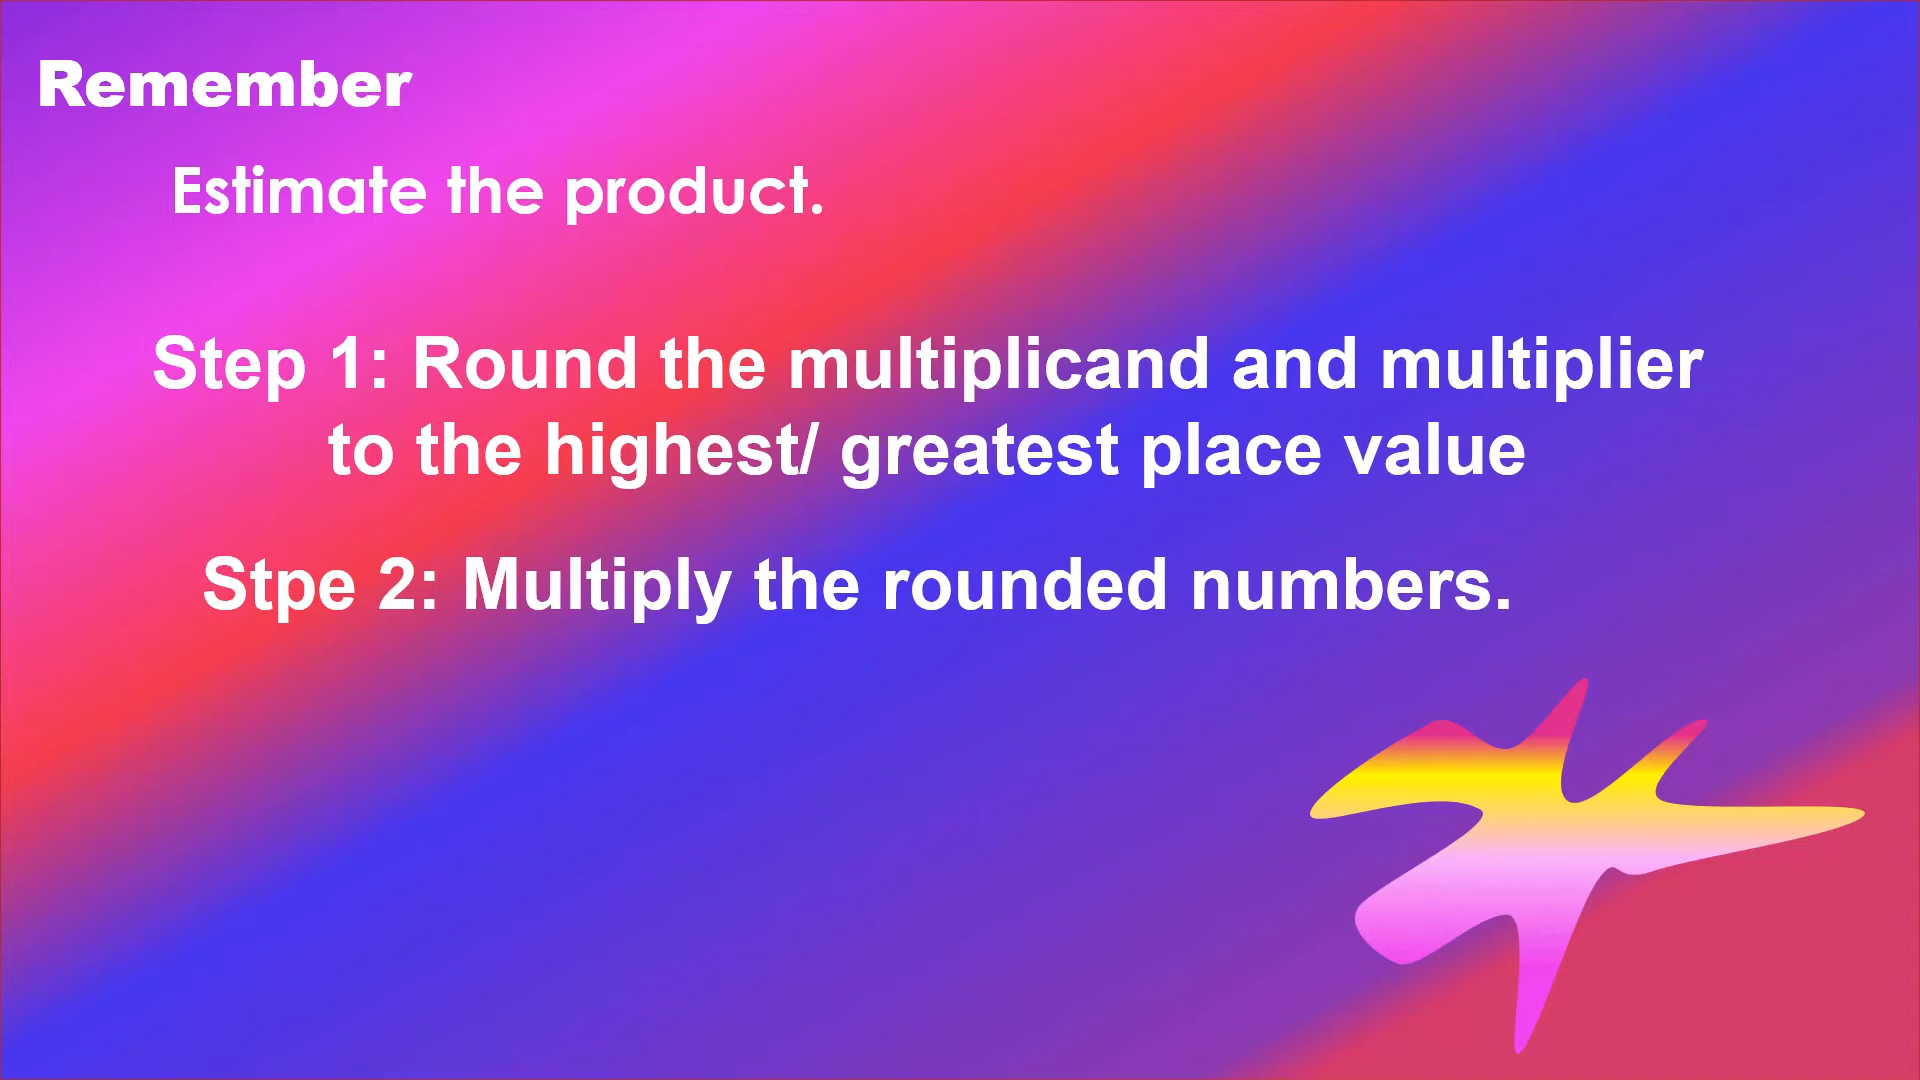 Remember
Estimate the product.
Step 1: Round the multiplicand and multiplier
to the highest/ greatest place value
Stpe 2: Multiply the rounded numbers.